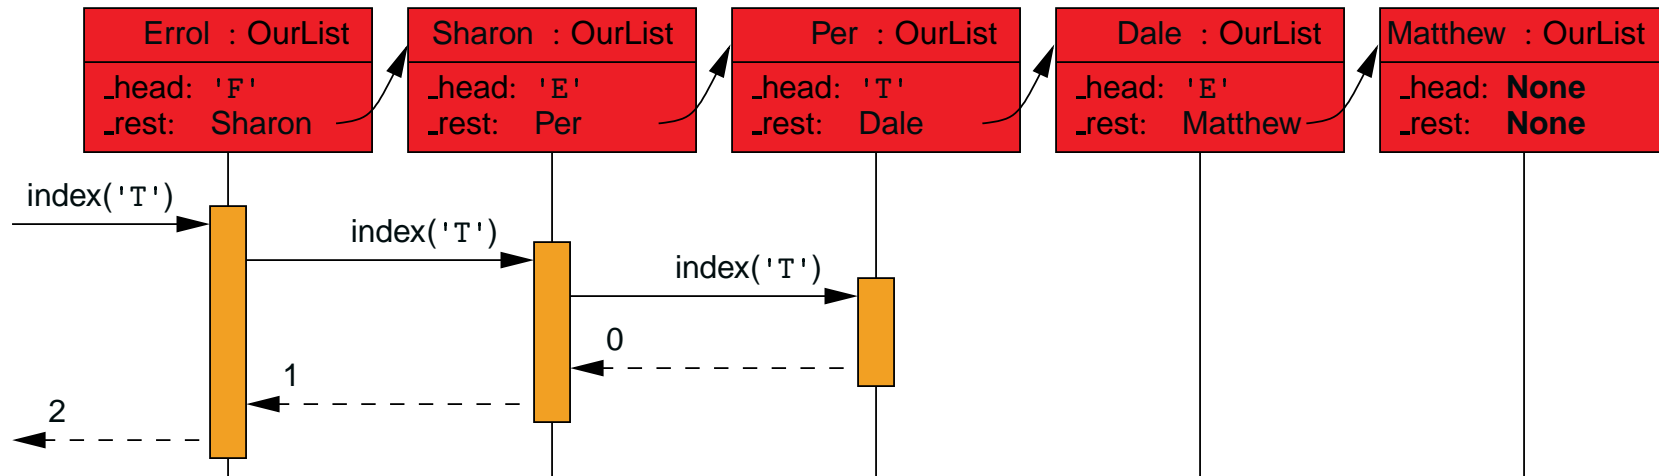 Errol : OurList
_head: 'F'
_rest: Sharon
Sharon : OurList
_head: 'E'
_rest: Per
Per : OurList
_head: 'T'
_rest: Dale
Dale : OurList
_head: 'E'
_rest: Matthew
Matthew : OurList
_head: None
_rest: None
index('T')
index('T')
index('T')
0
1
2